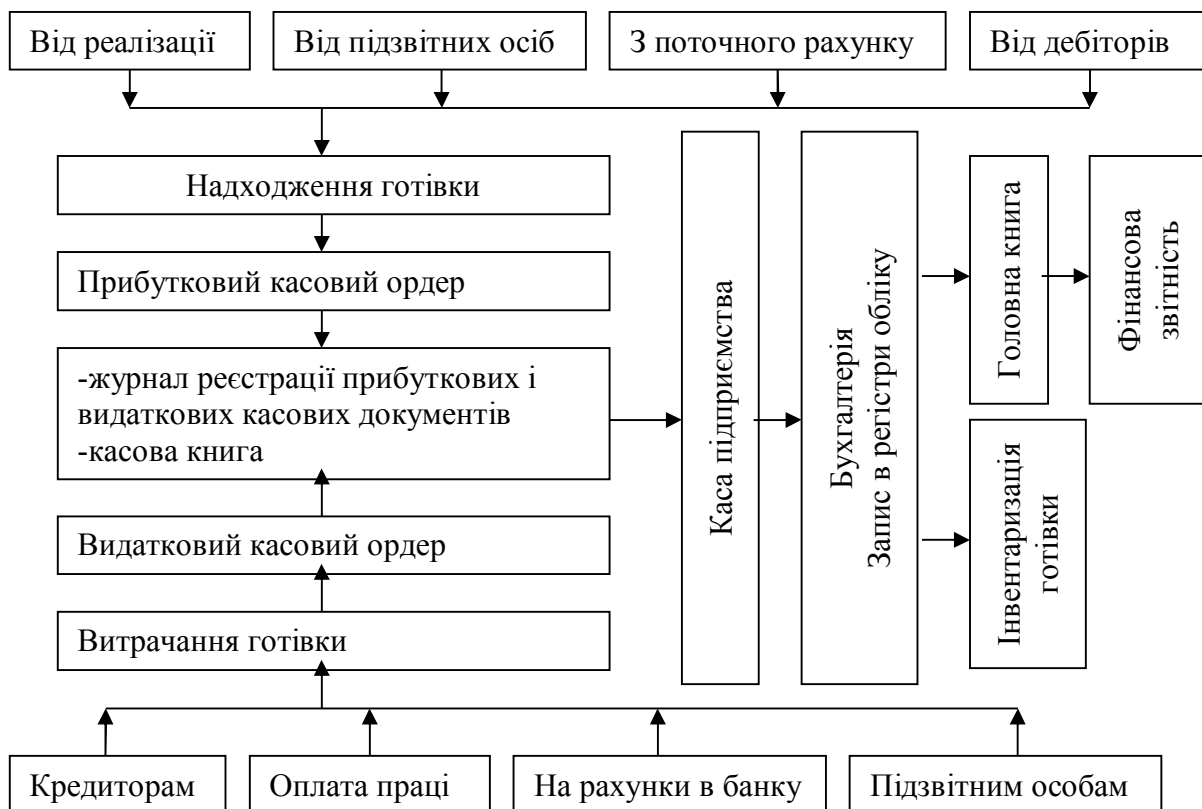 Від реалізації
Від підзвітних осіб
З поточного рахунку
Від дебіторів
Надходження готівки
Прибутковий касовий ордер
-журнал реєстрації прибуткових і
видаткових касових документів
-касова книга
Видатковий касовий ордер
Витрачання готівки
Каса підприємства
Бухгалтерія
Запис в регістри обліку
Головна книга
Фінансова
звітність
Інвентаризація
готівки
Кредиторам
Оплата праці
На рахунки в банку
Підзвітним особам